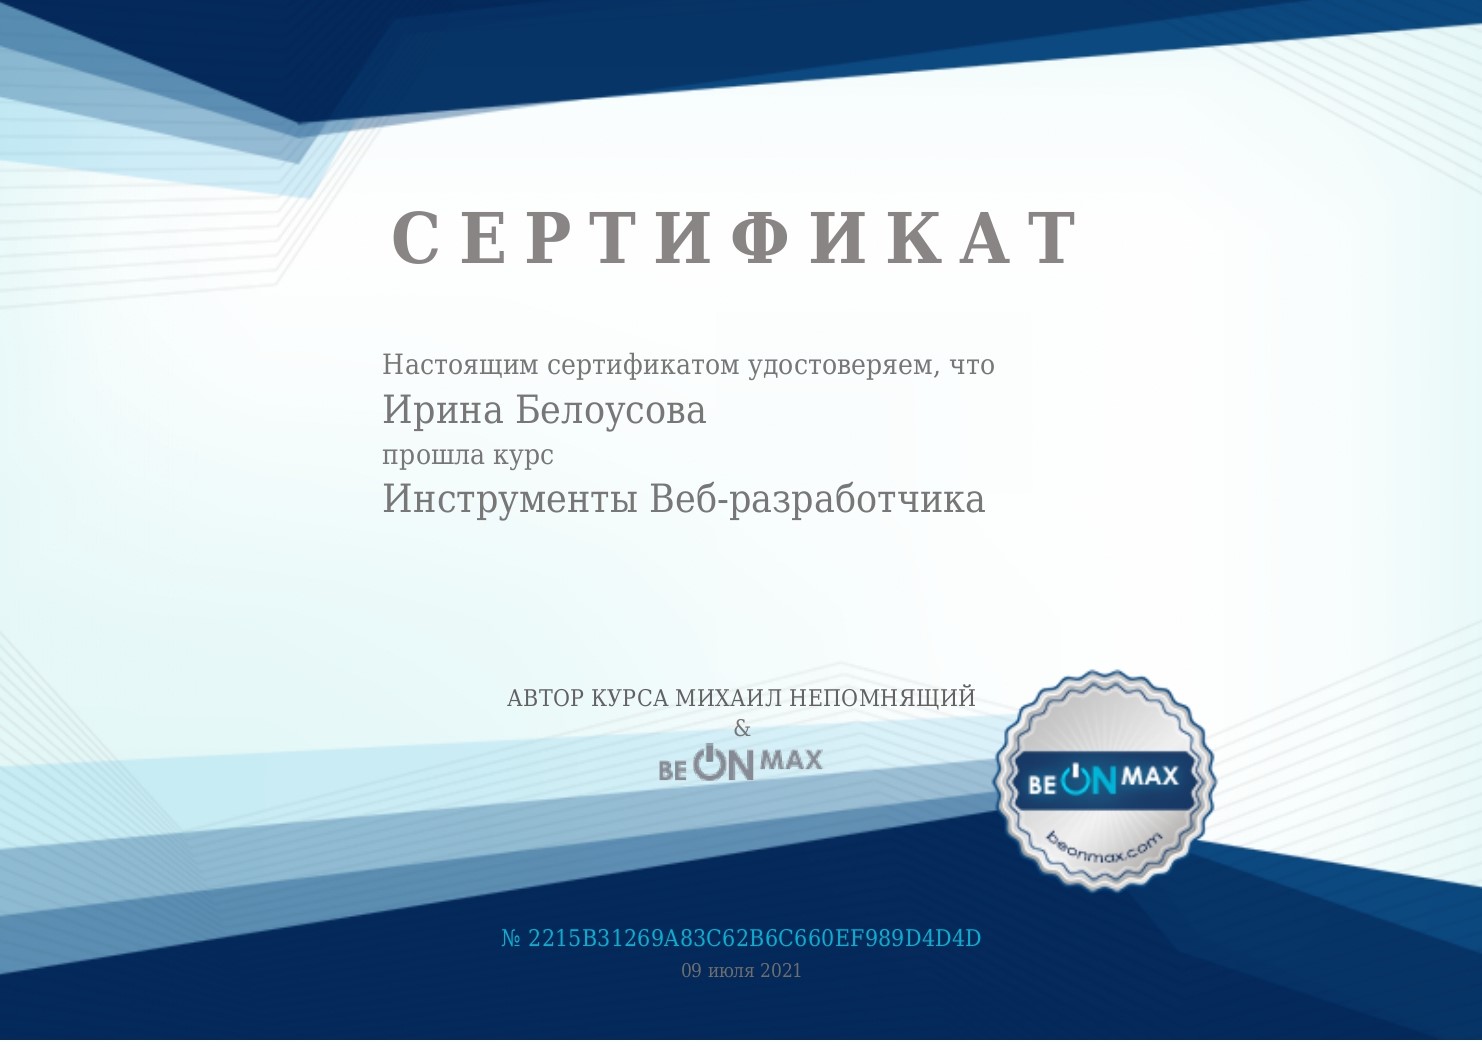 СЕРТИФИКАТ
Настоящим сертификатом удостоверяем, что
Ирина Белоусова
прошла курс
Инструменты Веб-разработчика
АВТОР КУРСА МИХАИЛ НЕПОМНЯЩИЙ
&
BE ON MAX
BE ON MAX
beonmax.com
№ 2215B31269A83C62B6C660EF989D4D4D
09 июля 2021